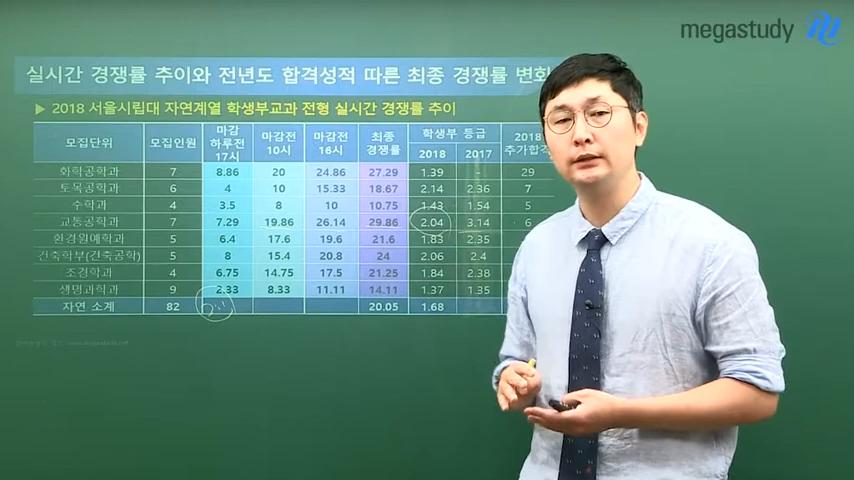 megastudy
실시간 경쟁률 추이와 전년도 합격성적 따른 최종 경쟁률 변화
▶ 2018 서울시립대 자연계열 학생부교과 전형 실시간 경쟁률 추이
모집단위 모집인원 마감 하루전 17시 마감전 10시 마감전 16시 최종 경쟁률 학생부 등급 2018 2017 2018 추가합격
화학공학과 7 8.86 20 24.86 27.29 1.39 - 29
토목공학과 6 4 10 15.33 18.67 2.14 2.36 7
수학과 4 3.5 8 10 10.75 1.43 1.54 5
교통공학과 7 7.29 19.86 26.14 29.86 2.04 3.14 6
환경원예학과 5 6.4 17.6 19.6 21.6 1.83 2.35
건축학부(건축공학) 5 8 15.4 20.8 24 2.06 2.4
조경학과 4 6.75 14.75 17.5 21.25 1.84 2.38
생명과학과 9 2.33 8.33 11.11 14.11 1.37 1.35
자연 소계 82 20.05 1.68